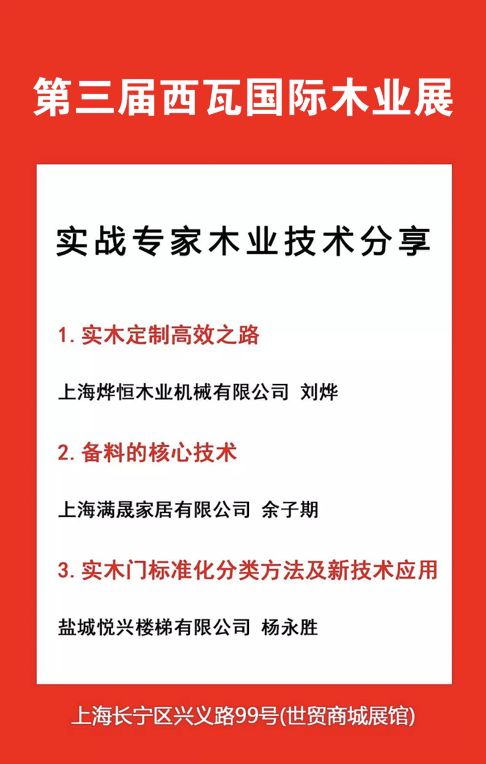 第三届西瓦国际木业展
实战专家木业技术分享
1.实木定制高效之路
上海烨恒木业机械有限公司 刘烨
2.备料的核心技术
上海满晟家居有限公司 余子期
3.实木门标准化分类方法及新技术应用
盐城悦兴楼梯有限公司 杨永胜
上海长宁区兴义路99号(世贸商城展馆)